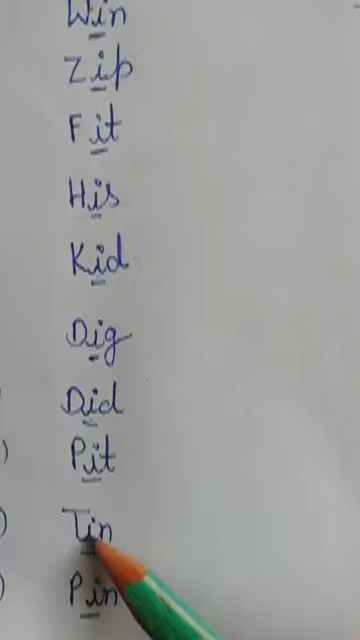 Win
Zip
Fit
His
Kid
Dig
Did
) Pit
) Tin
) Pin